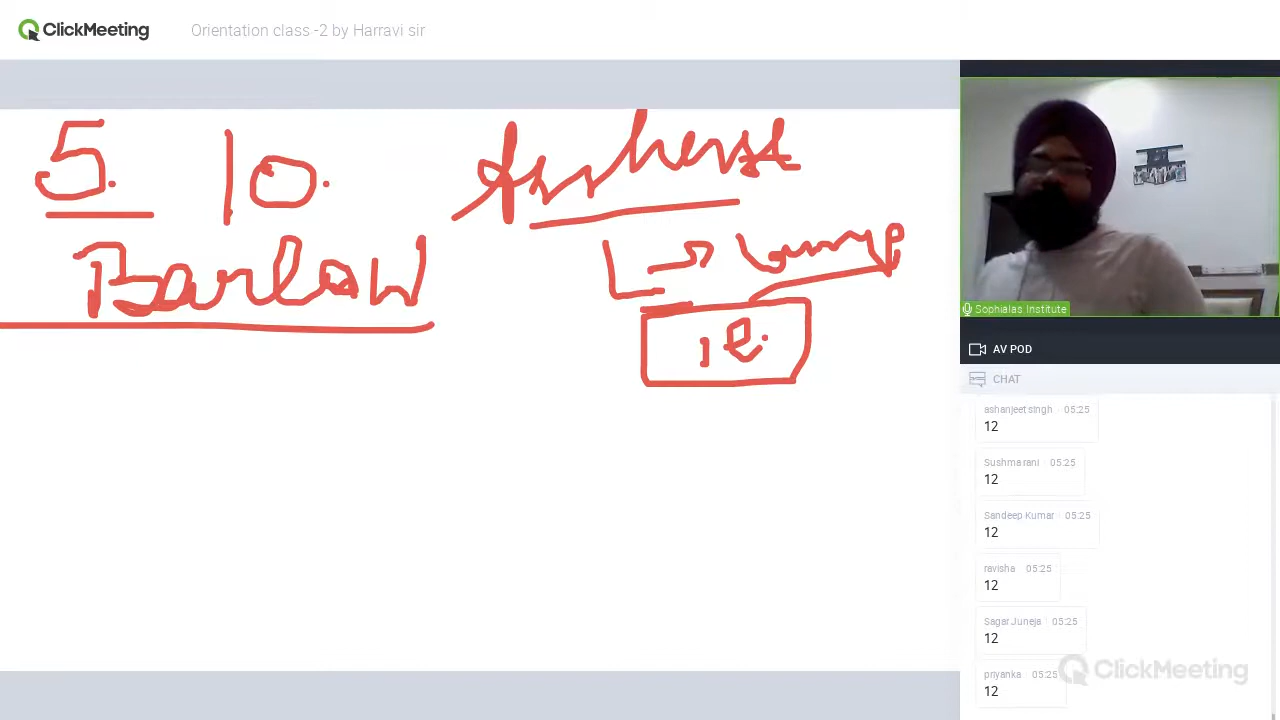 ClickMeeting
Orientation class -2 by Harravi sir
5. 10. Amherst
Barlow
Sophialas Institute
AV POD
CHAT
ashanjeet singh 05:25
12
Sushma rani 05:25
12
Sandeep Kumar 05:25
12
ravisha 05:25
12
Sagar Juneja 05:25
12
priyanka 05:25
12
ClickMeeting